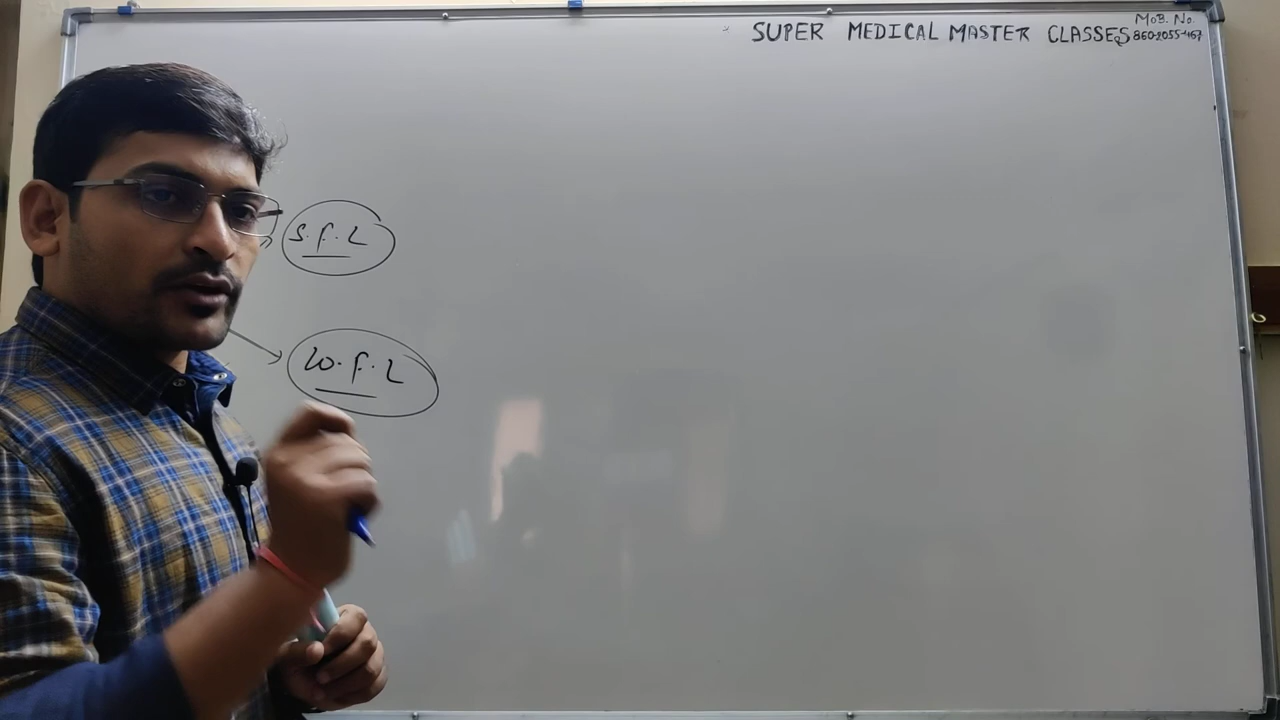 SUPER MEDICAL MASTER CLASSES
MOB. No.
860-2055-467
S.F.L
W.F.L